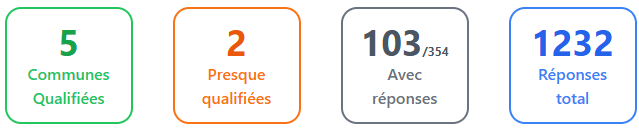 5
Communes
Qualifiées
2
Presque
qualifiées
103/354
Avec
réponses
1232
Réponses
total